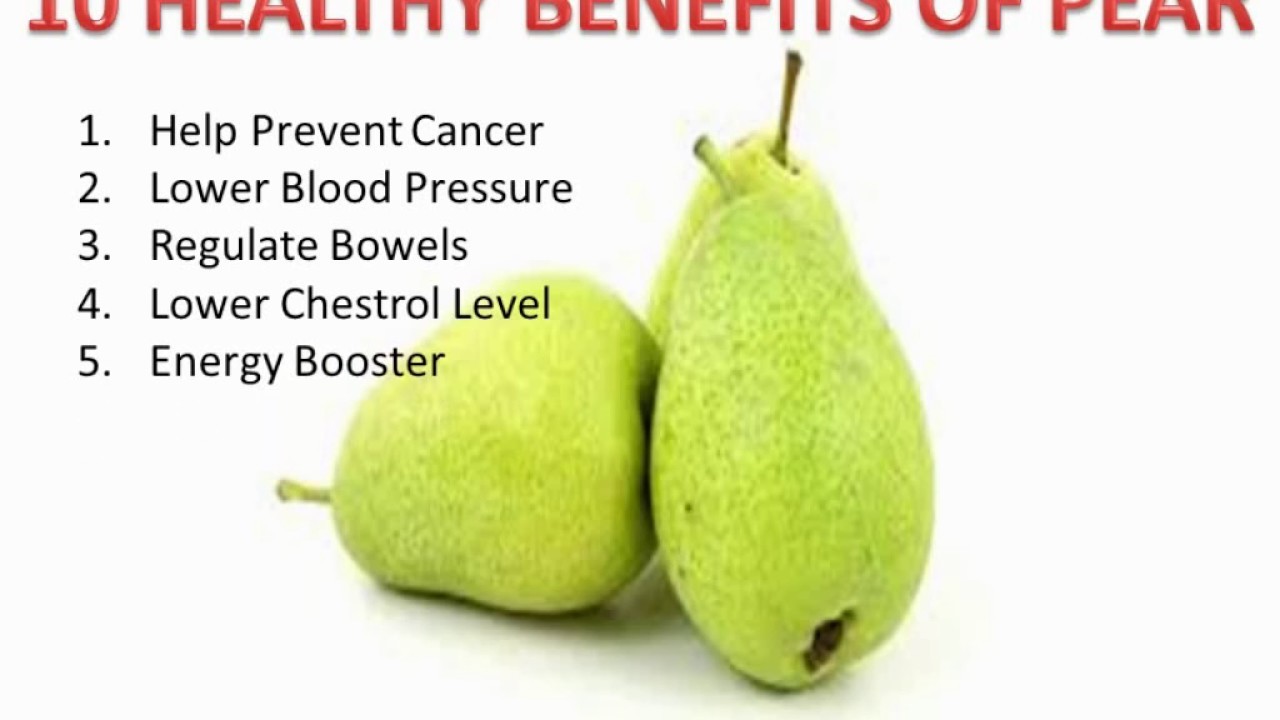 10 HEALTHY BENEFITS OF PEAR
1. Help Prevent Cancer
2. Lower Blood Pressure
3. Regulate Bowels
4. Lower Chestrol Level
5. Energy Booster